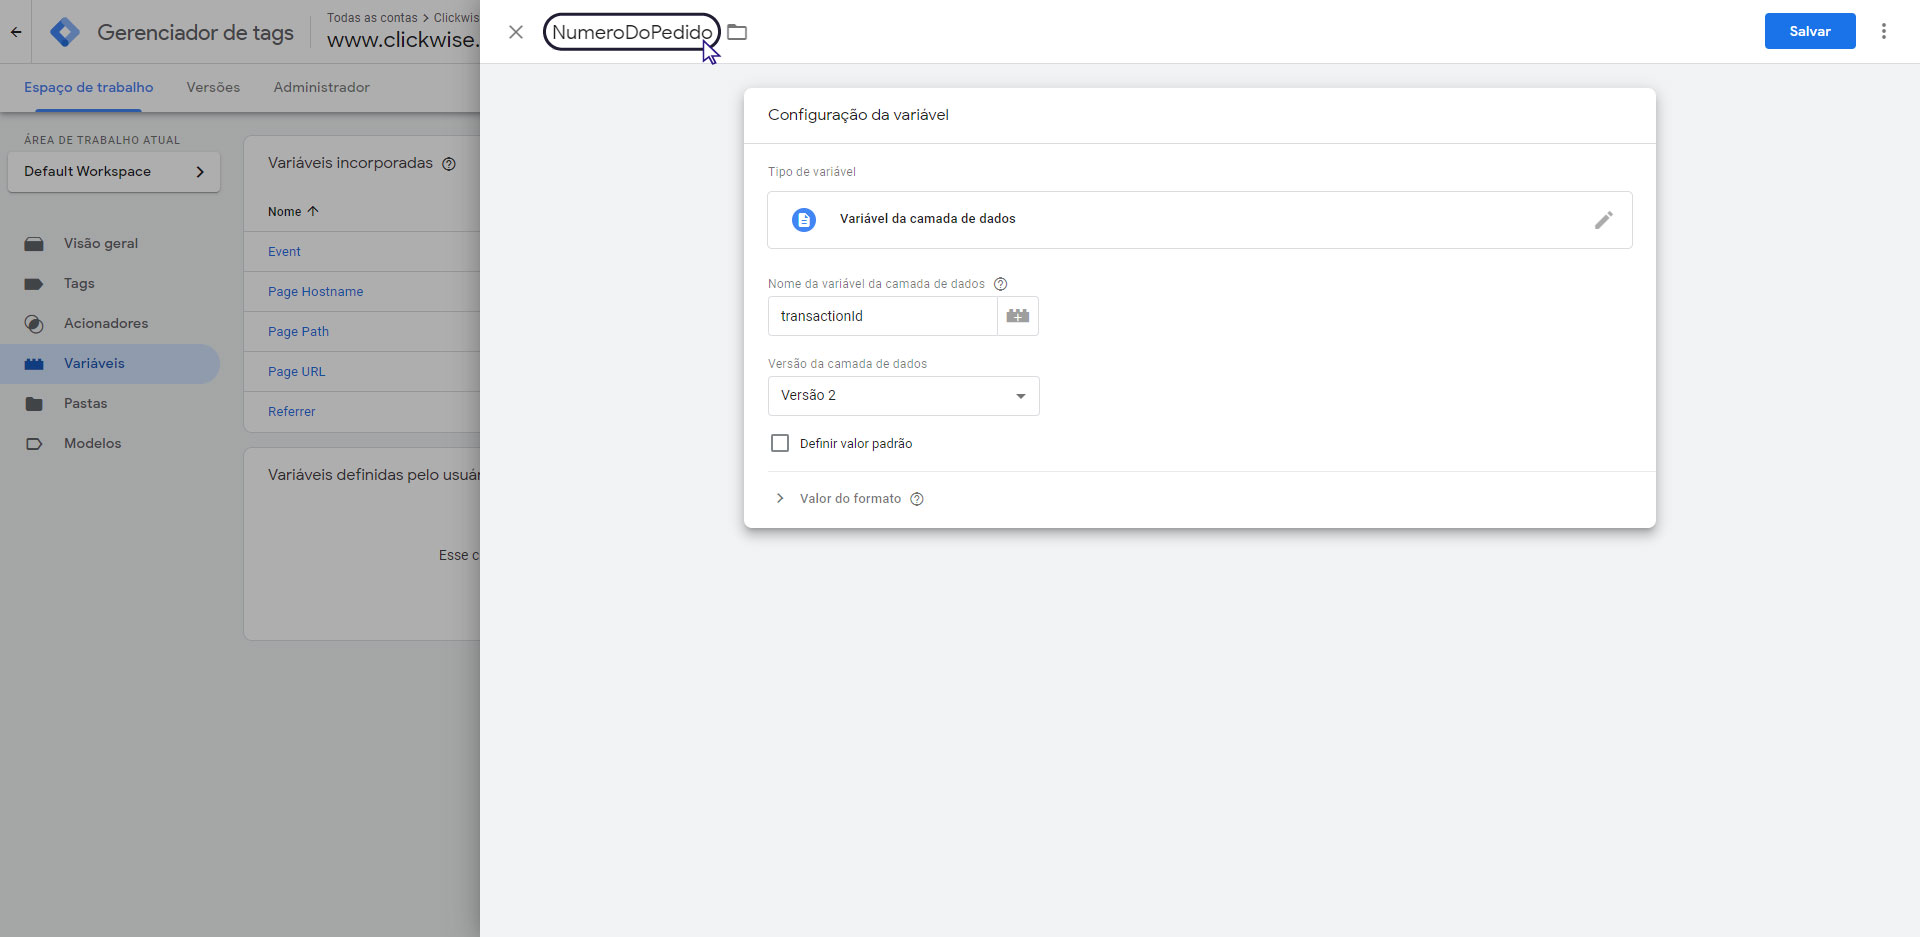 Gerenciador de tags
Todas as contas > Clickwis
www.clickwise.
Espaço de trabalho
Versões
Administrador
ÁREA DE TRABALHO ATUAL
Default Workspace
Visão geral
Tags
Acionadores
Variáveis
Pastas
Modelos
Variáveis incorporadas
Nome
Event
Page Hostname
Page Path
Page URL
Referrer
Variáveis definidas pelo usuár
Esse c
NumeroDoPedido
Salvar
Configuração da variável
Tipo de variável
Variável da camada de dados
Nome da variável da camada de dados
transactionId
Versão da camada de dados
Versão 2
Definir valor padrão
Valor do formato